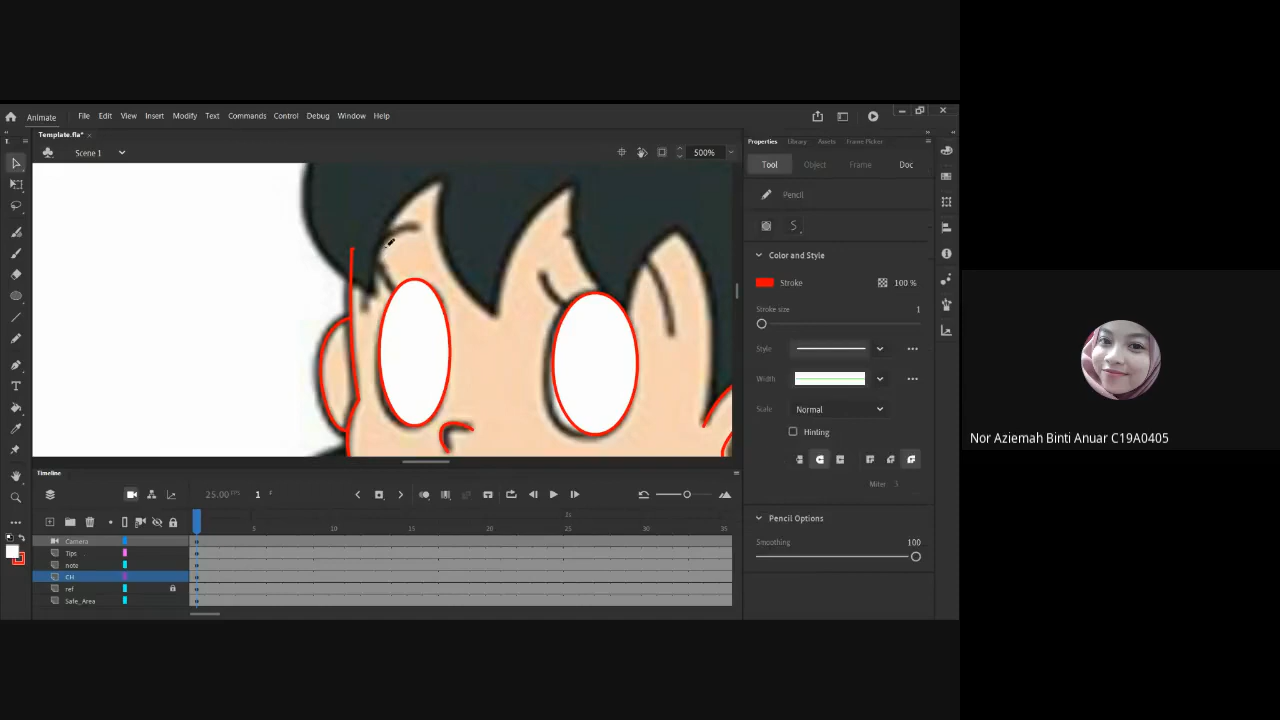 Animate File Edit View Insert Modify Text Commands Control Debug Window Help
Template.fla*
Scene 1 500%
Properties Library Assets Frame Picker
Tool Object Frame Doc
Pencil
Color and Style
Stroke 100 %
Stroke size 1
Style
Width
Scale Normal
Hinting
Miter 3
Pencil Options
Smoothing 100
Timeline
25.00 FPS 1 f
1s
5 10 15 20 25 30 35
Camera
Tips
note
CH
ref
Safe_Area
Nor Aziemah Binti Anuar C19A0405